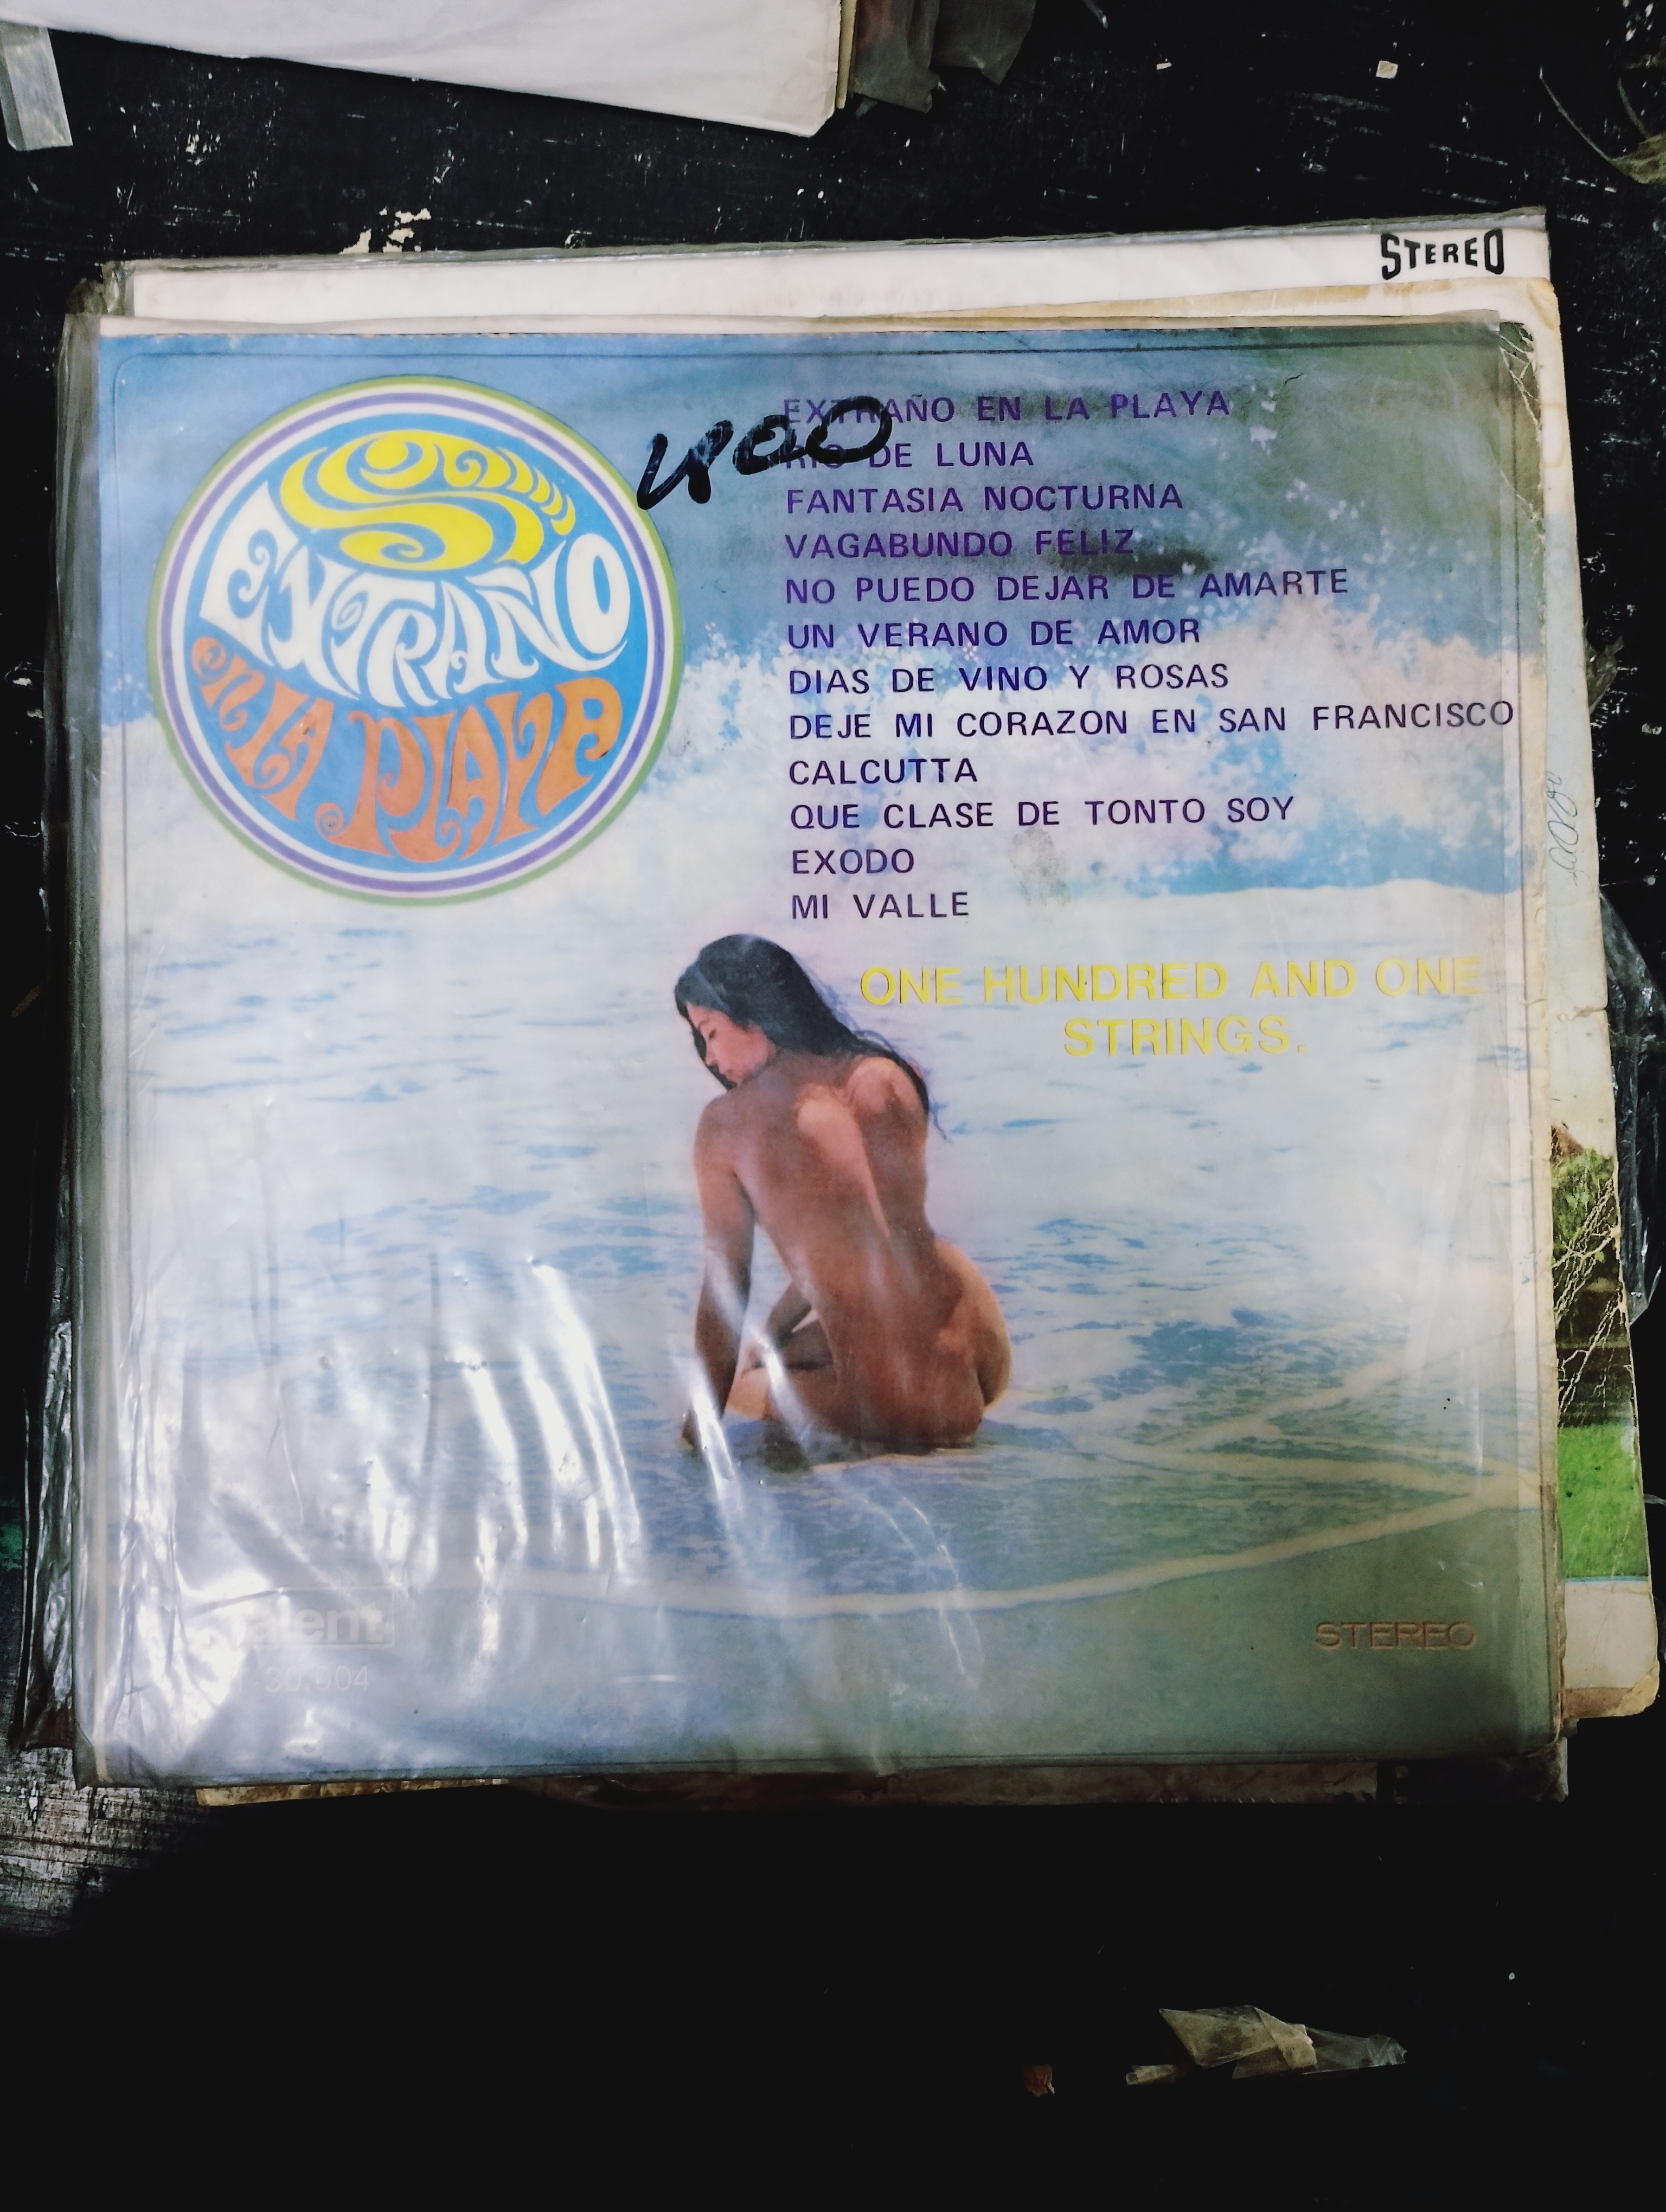 STEREO
EXTRAÑO
en la PLAYA
400
EXTRAÑO EN LA PLAYA
RIO DE LUNA
FANTASIA NOCTURNA
VAGABUNDO FELIZ
NO PUEDO DEJAR DE AMARTE
UN VERANO DE AMOR
DIAS DE VINO Y ROSAS
DEJE MI CORAZON EN SAN FRANCISCO
CALCUTTA
QUE CLASE DE TONTO SOY
EXODO
MI VALLE
ONE HUNDRED AND ONE
STRINGS.
30.004
STEREO